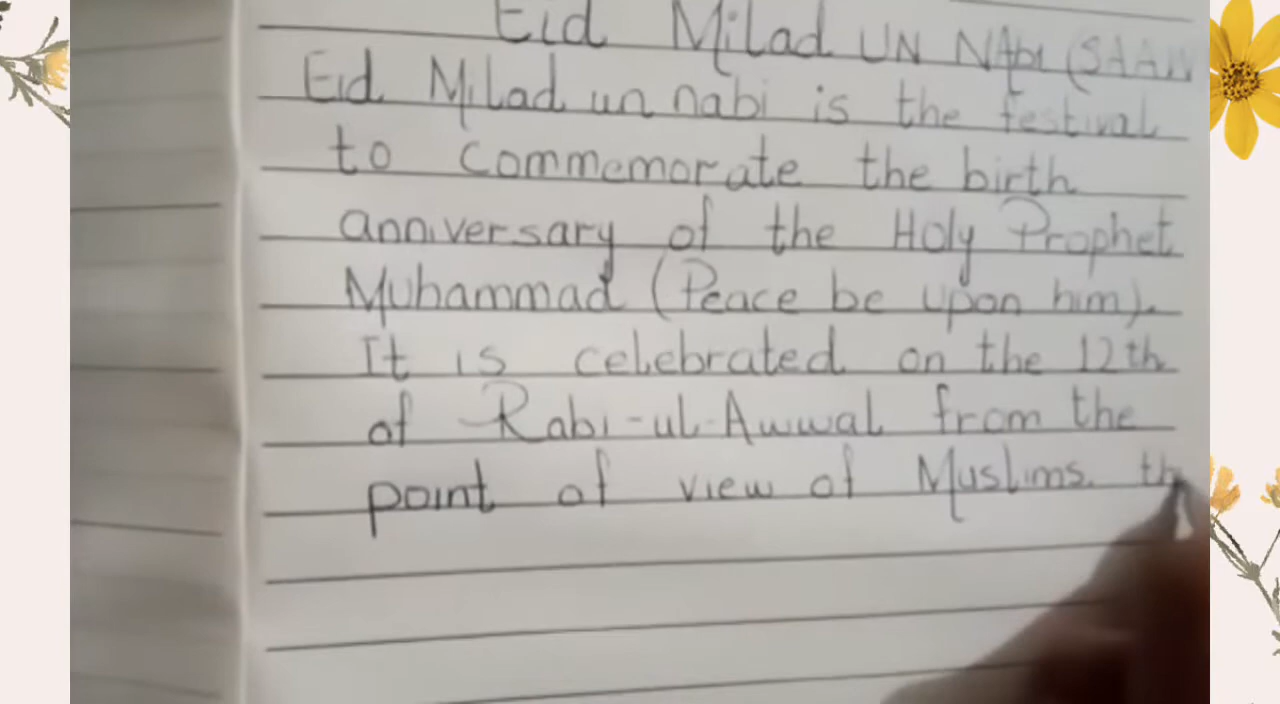 Eid Milad UN NAbi (SAAW
Eid Milad un nabi is the festival
to commemorate the birth
anniversary of the Holy Prophet
Muhammad (Peace be upon him).
It is celebrated on the 12th
of Rabi-ul-Awwal from the
point of view of Muslims. th